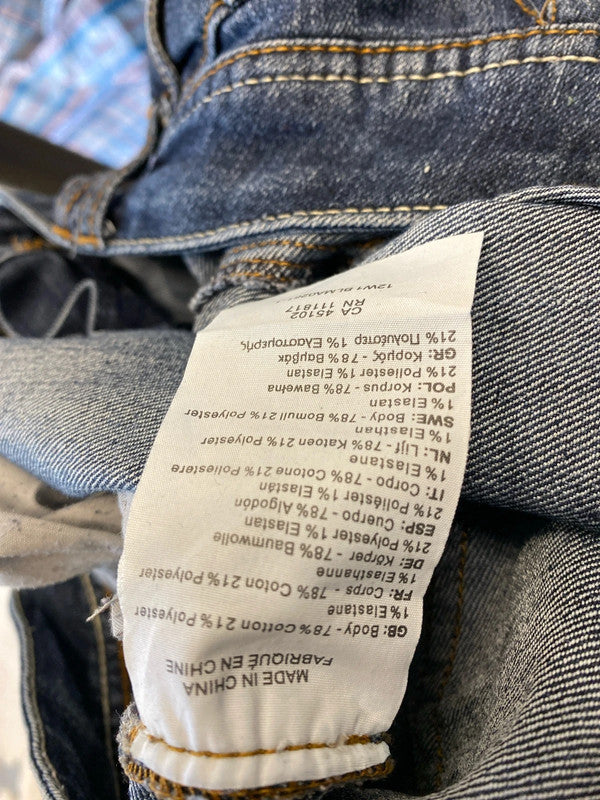 MADE IN CHINA
FABRIQUÉ EN CHINE
GB: Body - 78% Cotton 21% Polyester
1% Elastane
FR: Corps - 78% Coton 21% Polyester
1% Elasthanne
DE: Körper - 78% Baumwolle
21% Polyester 1% Elastan
ESP: Cuerpo - 78% Algodón
21% Poliéster 1% Elastán
IT: Corpo - 78% Cotone 21% Poliestere
1% Elastane
NL: Lijf - 78% Katoen 21% Polyester
1% Elasthan
SWE: Body - 78% Bomull 21% Polyester
1% Elastan
POL: Korpus - 78% Bawełna
21% Poliester 1% Elastan
GR: Κορμός - 78% Βαμβάκ
21% Πολυέστερ 1% Ελαστομερής
RN 111817
CA 45102